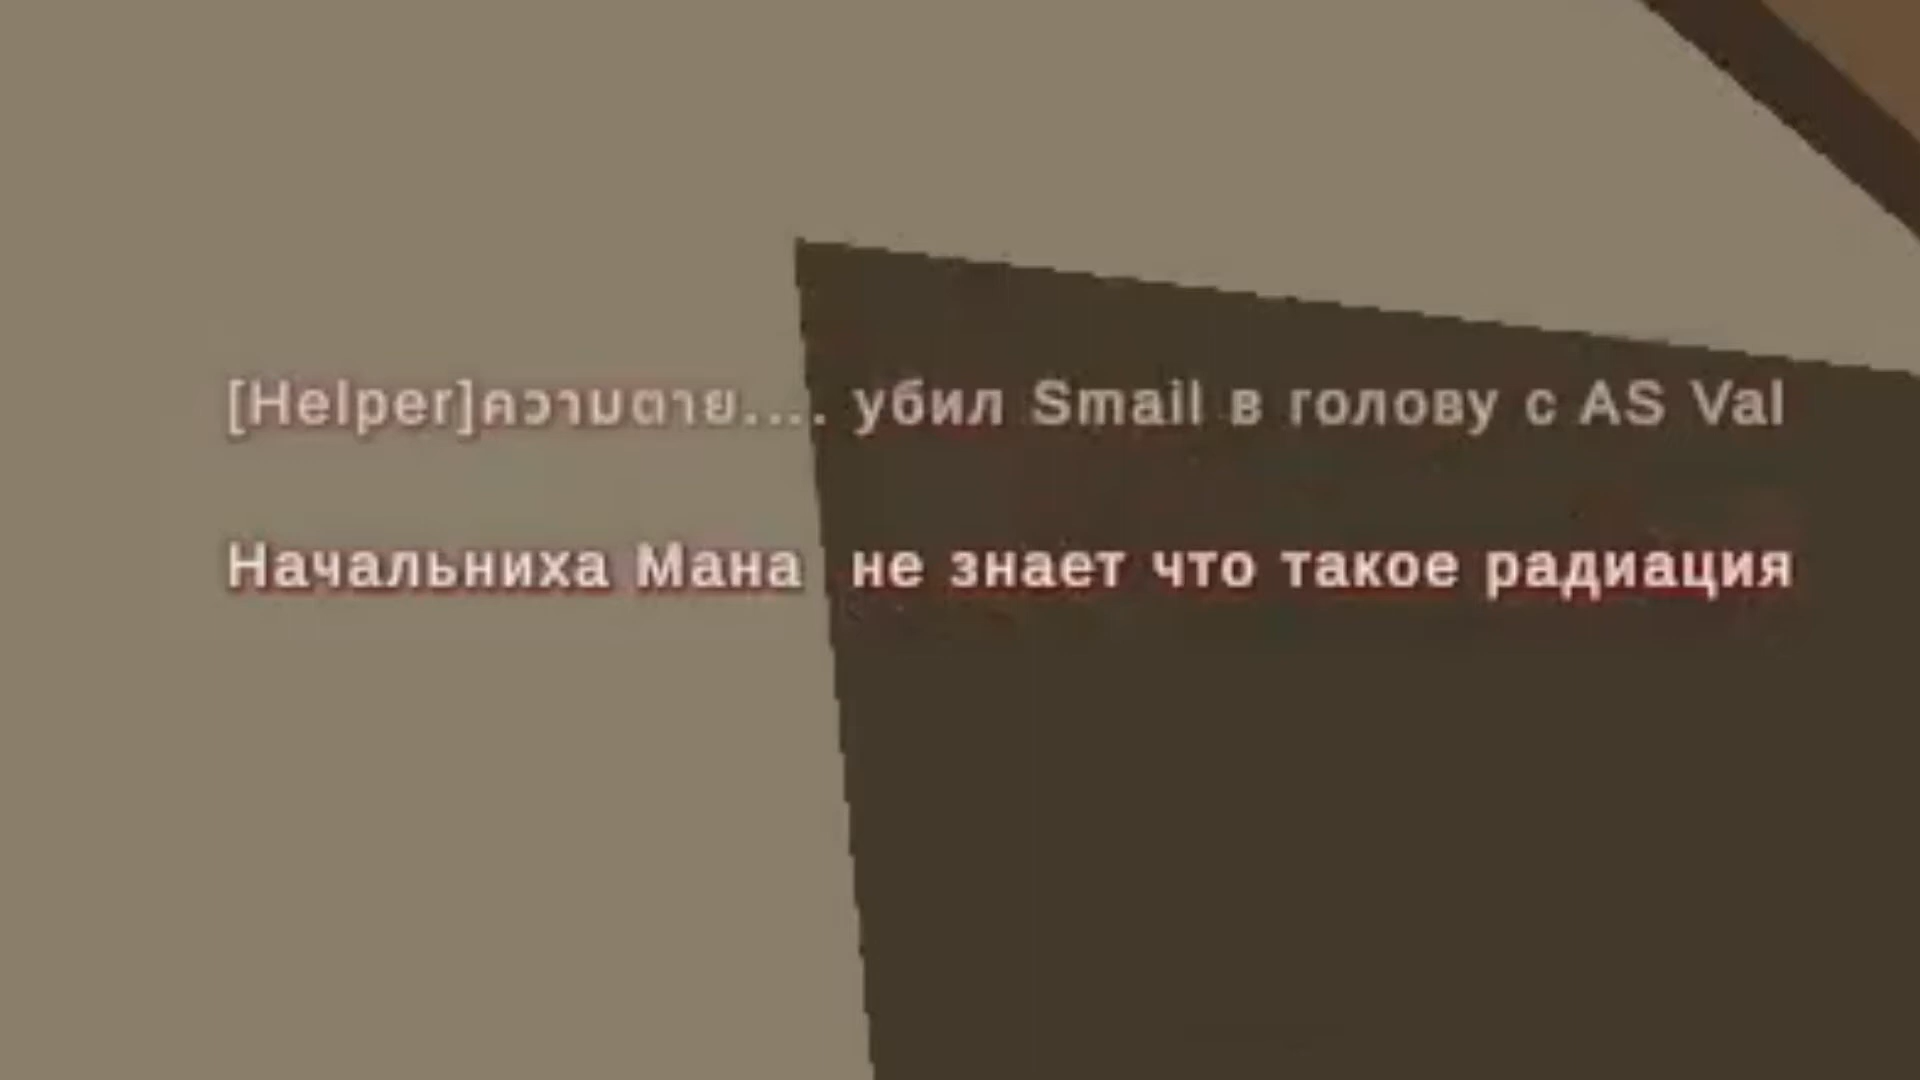 [Helper]ความตาย.... убил Smail в голову с AS Val
Начальниха Мана не знает что такое радиация